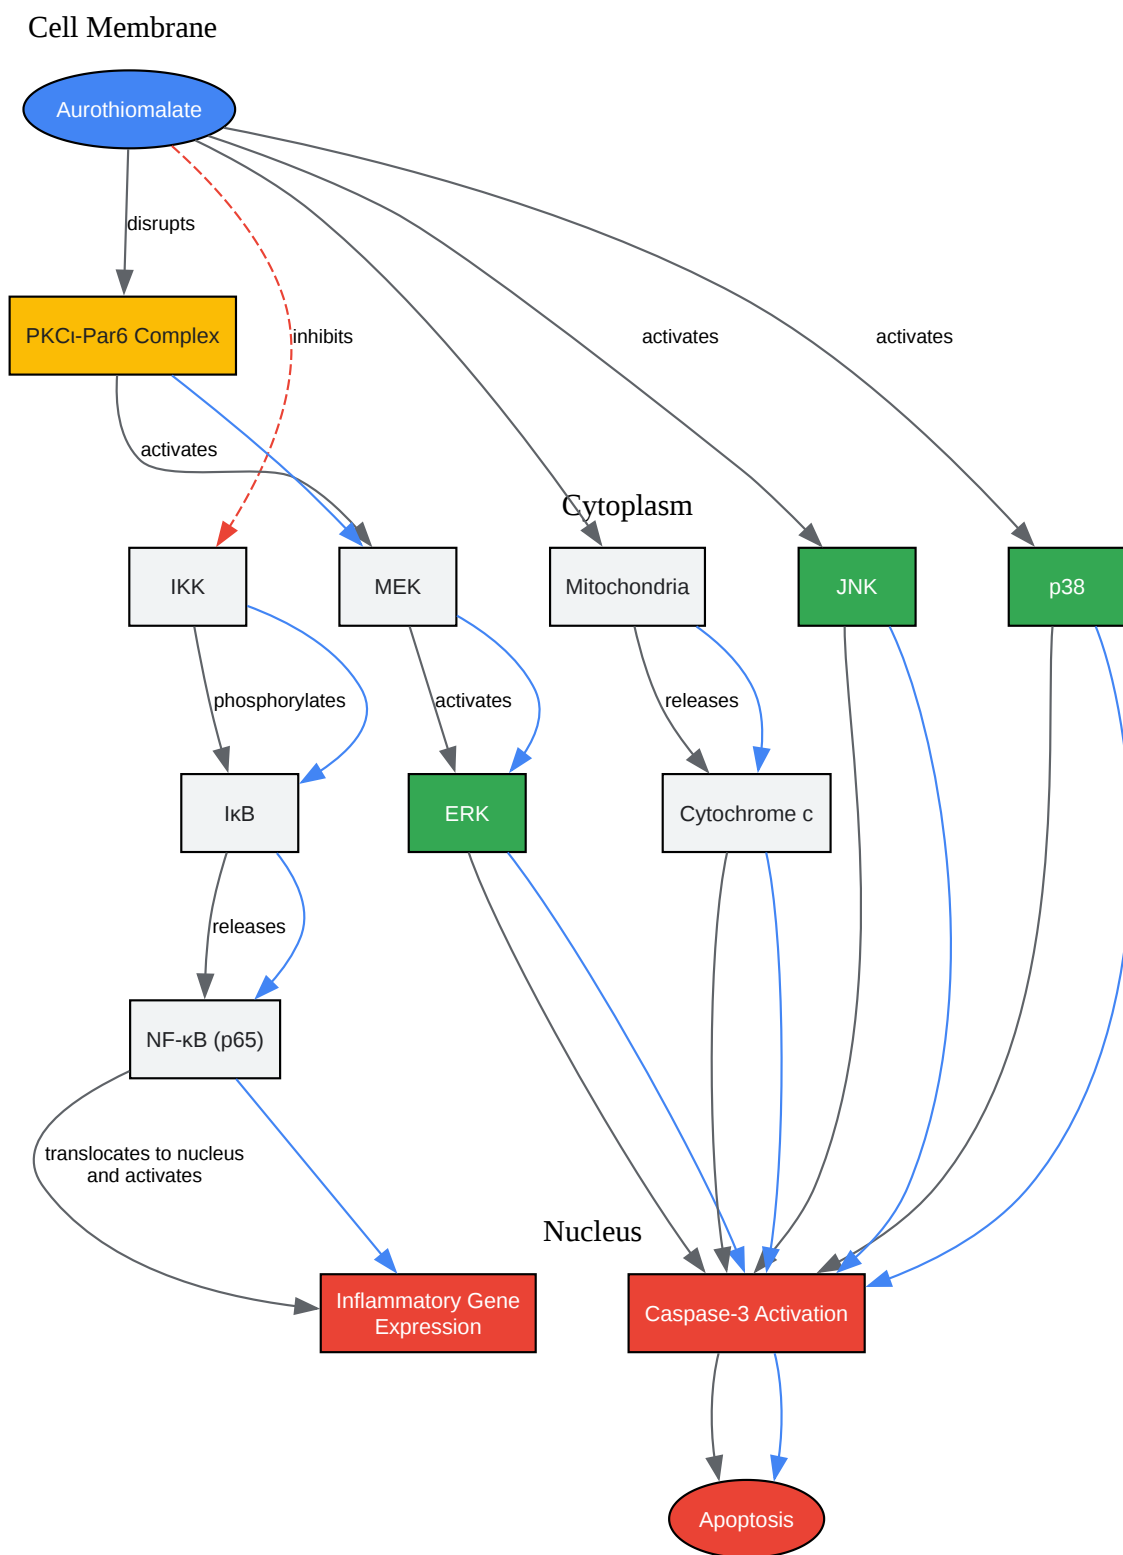 Cell Membrane
Aurothiomalate
disrupts
PKCι-Par6 Complex
inhibits
activates
activates
activates
Cytoplasm
IKK
MEK
Mitochondria
JNK
p38
phosphorylates
activates
releases
IκB
ERK
Cytochrome c
releases
NF-κB (p65)
translocates to nucleus
and activates
Nucleus
Inflammatory Gene
Expression
Caspase-3 Activation
Apoptosis